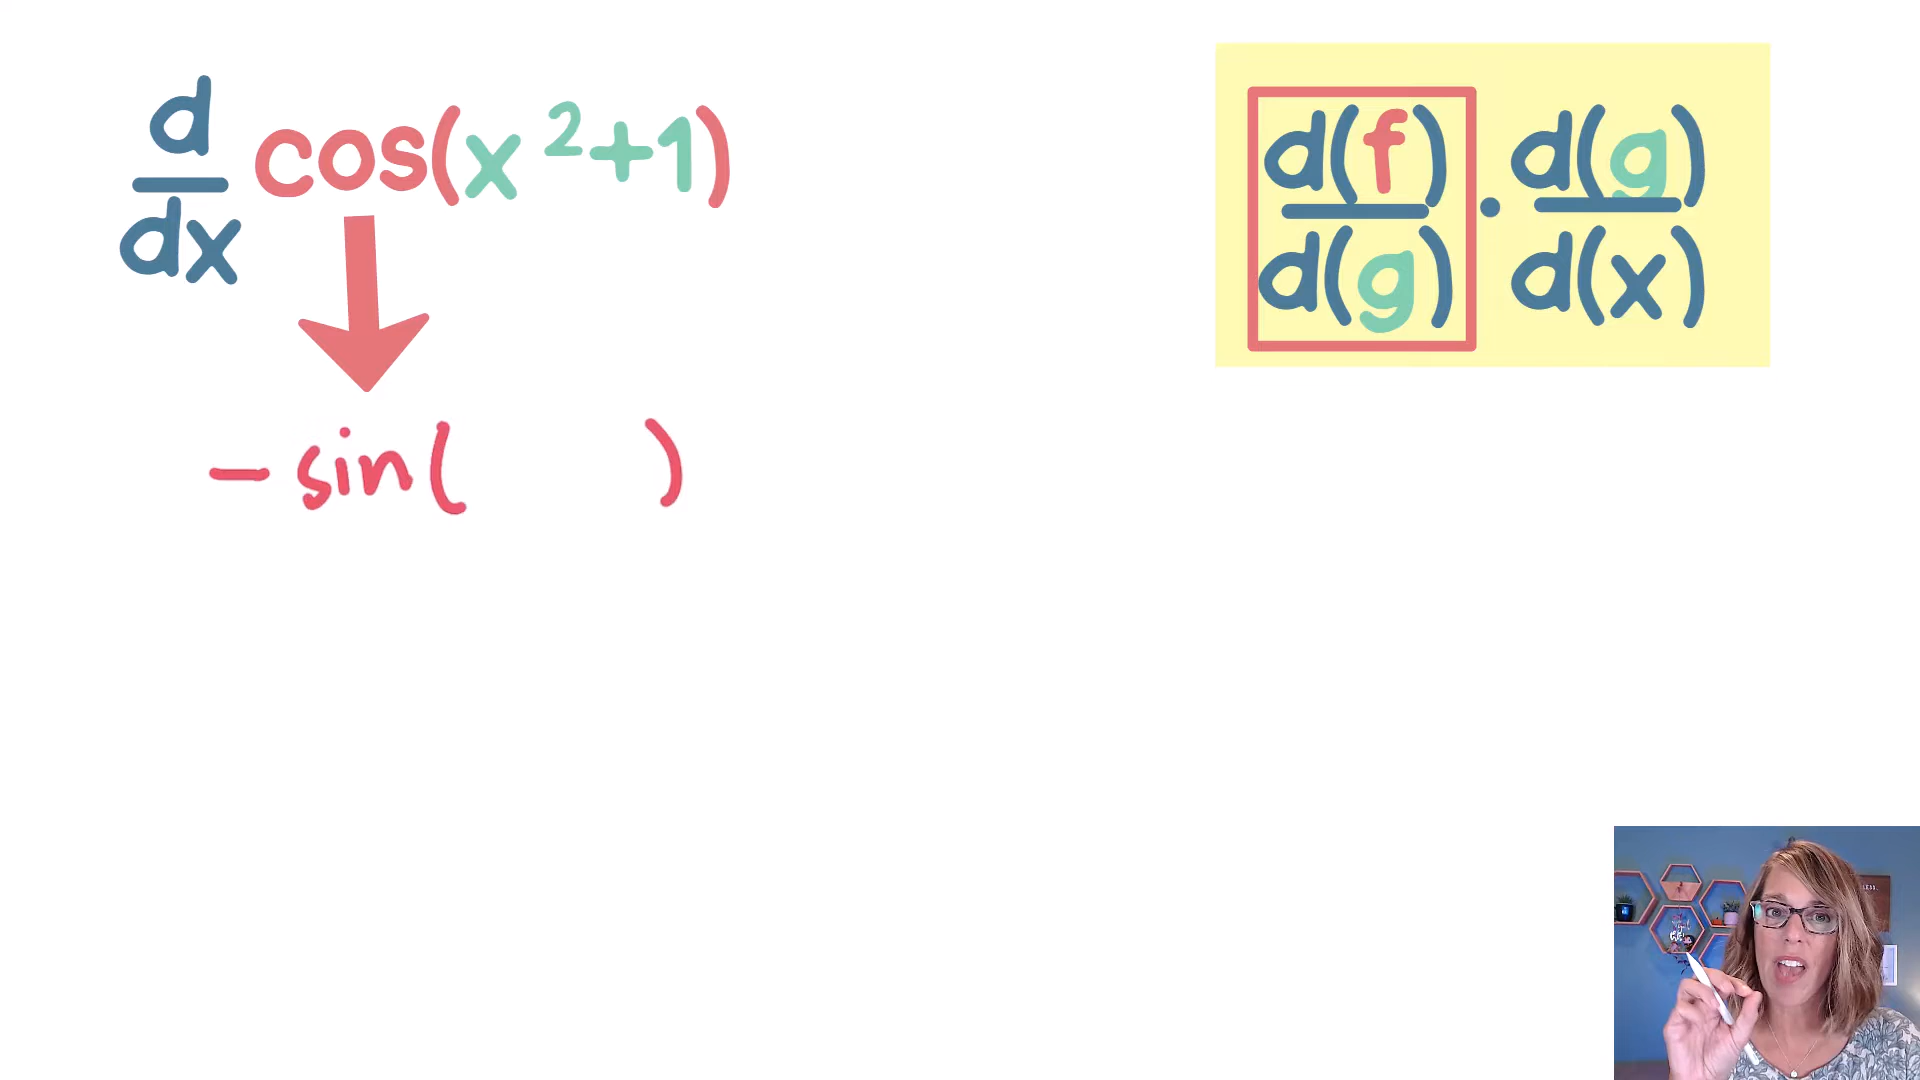 d/dx cos(x²+1)
d(f)/d(g) · d(g)/d(x)
- sin( )